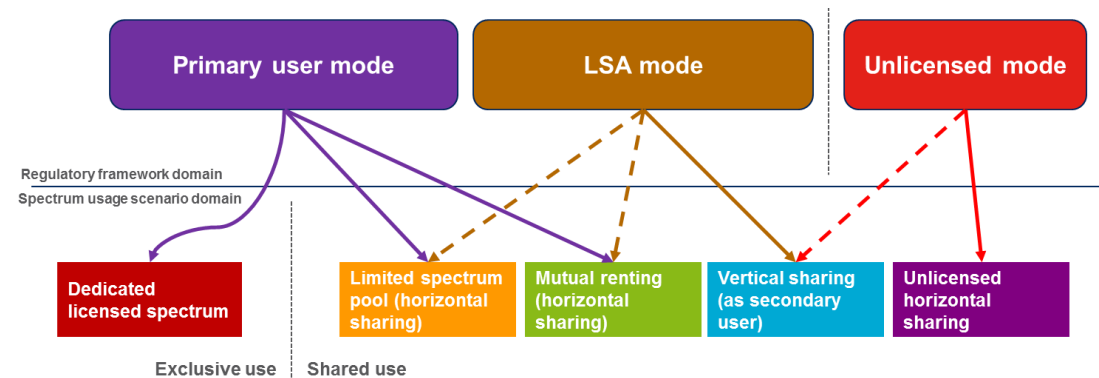 Primary user mode
LSA mode
Unlicensed mode
Regulatory framework domain
Spectrum usage scenario domain
Dedicated
licensed spectrum
Limited spectrum
pool (horizontal
sharing)
Mutual renting
(horizontal
sharing)
Vertical sharing
(as secondary
user)
Unlicensed
horizontal
sharing
Exclusive use
Shared use